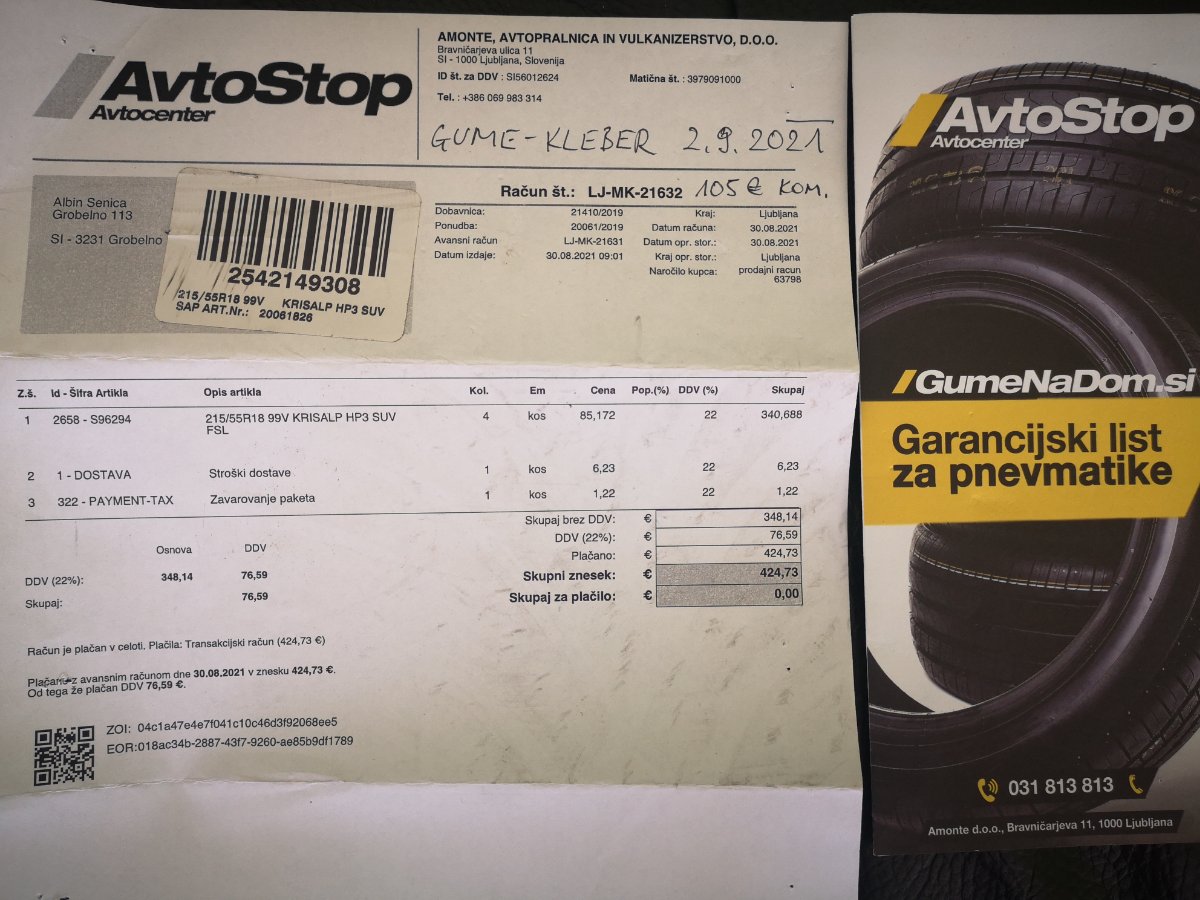 AvtoStop
Avtocenter
AMONTE, AVTOPRALNICA IN VULKANIZERSTVO, D.O.O.
Bravničarjeva ulica 11
SI - 1000 Ljubljana, Slovenija
ID št. za DDV : SI56012624 Matična št. : 3979091000
Tel. : +386 069 983 314
GUME-KLEBER 2.9.2021
Račun št.: LJ-MK-21632 105 € KOM.
Albin Senica
Grobelno 113
SI - 3231 Grobelno
2542149308
215/55R18 99V KRISALP HP3 SUV
SAP ART.Nr.: 20061826
Dobavnica: 21410/2019 Kraj: Ljubljana
Ponudba: 20061/2019 Datum računa: 30.08.2021
Avansni račun LJ-MK-21631 Datum opr. stor.: 30.08.2021
Datum izdaje: 30.08.2021 09:01 Kraj opr. stor.: Ljubljana
Naročilo kupca: prodajni racun
63798
Z.š. Id - Šifra Artikla Opis artikla Kol. Em Cena Pop.(%) DDV (%) Skupaj
1 2658 - S96294 215/55R18 99V KRISALP HP3 SUV 4 kos 85,172 22 340,688
FSL
2 1 - DOSTAVA Stroški dostave 1 kos 6,23 22 6,23
3 322 - PAYMENT-TAX Zavarovanje paketa 1 kos 1,22 22 1,22
Skupaj brez DDV: € 348,14
DDV (22%): € 76,59
Plačano: € 424,73
Skupni znesek: € 424,73
Skupaj za plačilo: € 0,00
Osnova DDV
DDV (22%): 348,14 76,59
Skupaj: 76,59
Račun je plačan v celoti. Plačila: Transakcijski račun (424,73 €)
Plačano z avansnim računom dne 30.08.2021 v znesku 424,73 €.
Od tega že plačan DDV 76,59 €.
ZOI: 04c1a47e4e7f041c10c46d3f92068ee5
EOR:018ac34b-2887-43f7-9260-ae85b9df1789
AvtoStop
Avtocenter
GumeNaDom.si
Garancijski list
za pnevmatike
031 813 813
Amonte d.o.o., Bravničarjeva 11, 1000 Ljubljana